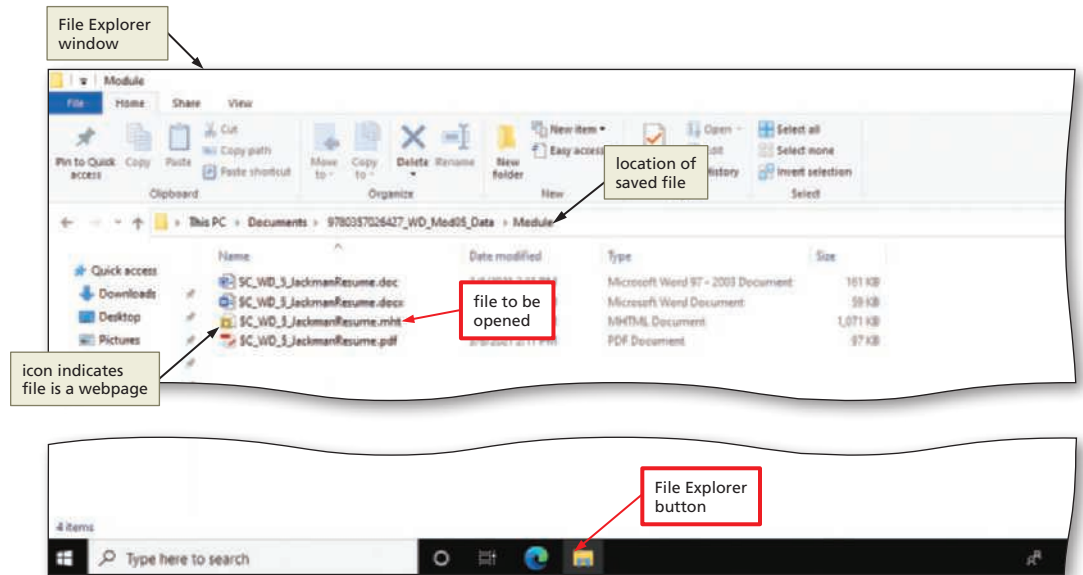 File Explorer
window
Module
File Home Share View
Pin to Quick
access
Copy
Paste
Cut
Copy path
Paste shortcut
Clipboard
Move
to
Copy
to
Delete
Rename
Organize
New
folder
New item
Easy access
New
Open
History
Select all
Select none
Invert selection
Select
location of
saved file
This PC › Documents › 9780357026427_WD_Mod05_Data › Module
Quick access
Downloads
Desktop
Pictures
Name Date modified Type Size
SC_WD_5_JackmanResume.doc Microsoft Word 97 - 2003 Document 161 KB
SC_WD_5_JackmanResume.docx Microsoft Word Document 59 KB
SC_WD_5_JackmanResume.mht MHTML Document 1,071 KB
SC_WD_5_JackmanResume.pdf PDF Document 97 KB
file to be
opened
icon indicates
file is a webpage
File Explorer
button
4 items
Type here to search